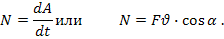 N = dA/dt или N = Fϑ · cos α .